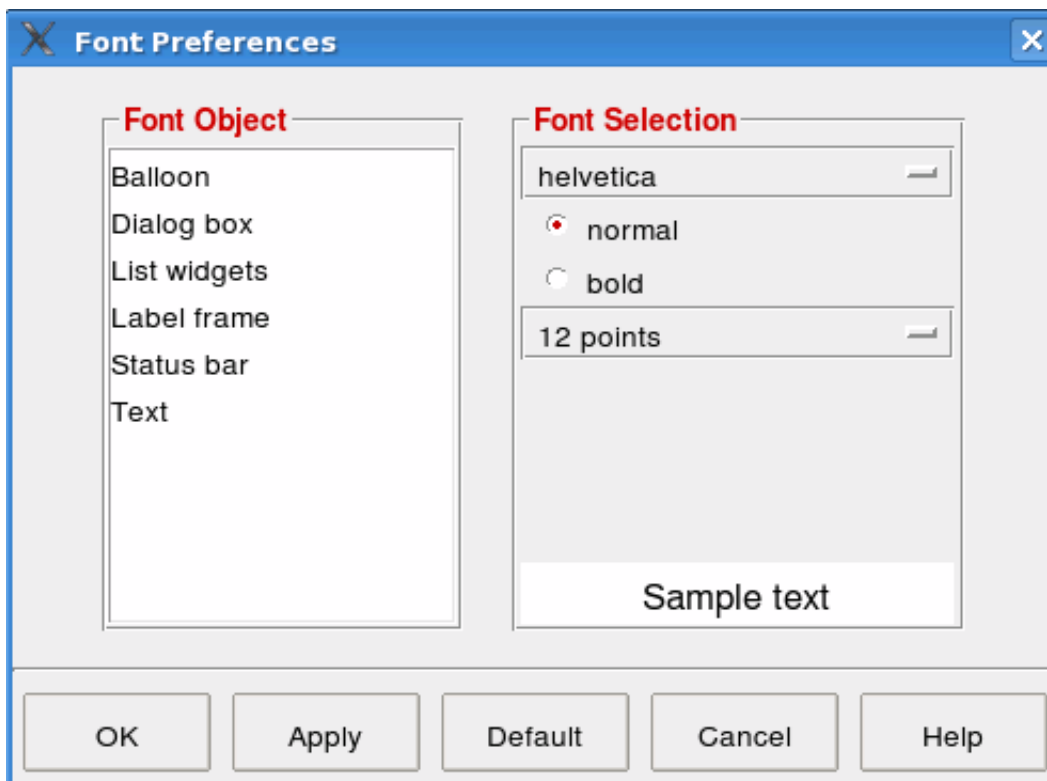 Font Preferences
Font Object
Balloon
Dialog box
List widgets
Label frame
Status bar
Text
Font Selection
helvetica
normal
bold
12 points
Sample text
OK Apply Default Cancel Help